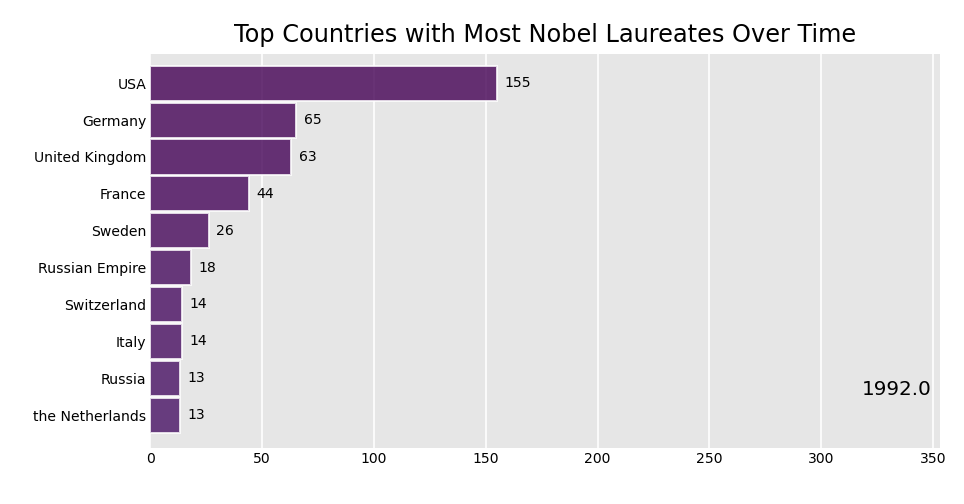 Top Countries with Most Nobel Laureates Over Time
USA 155
Germany 65
United Kingdom 63
France 44
Sweden 26
Russian Empire 18
Switzerland 14
Italy 14
Russia 13
1992.0
the Netherlands 13
0 50 100 150 200 250 300 350